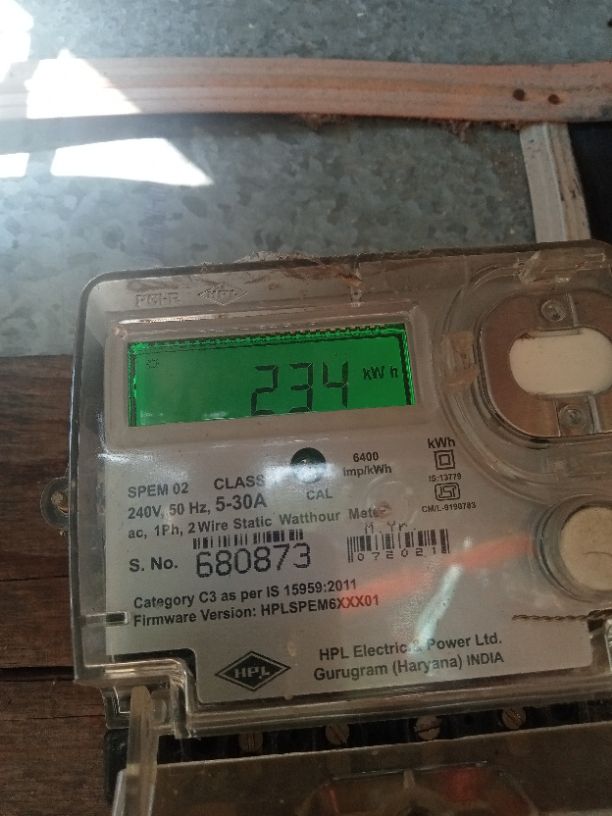 HPL
234 kWh
6400
imp/kWh
kWh
SPEM 02 CLASS
CAL
IS:13779
240V, 50 Hz, 5-30A
CM/L-9190783
ac, 1Ph, 2 Wire Static Watthour Meter
M Yr.
S. No. 680873
072021
Category C3 as per IS 15959:2011
Firmware Version: HPLSPEM6XXX01
HPL
HPL Electric & Power Ltd.
Gurugram (Haryana) INDIA